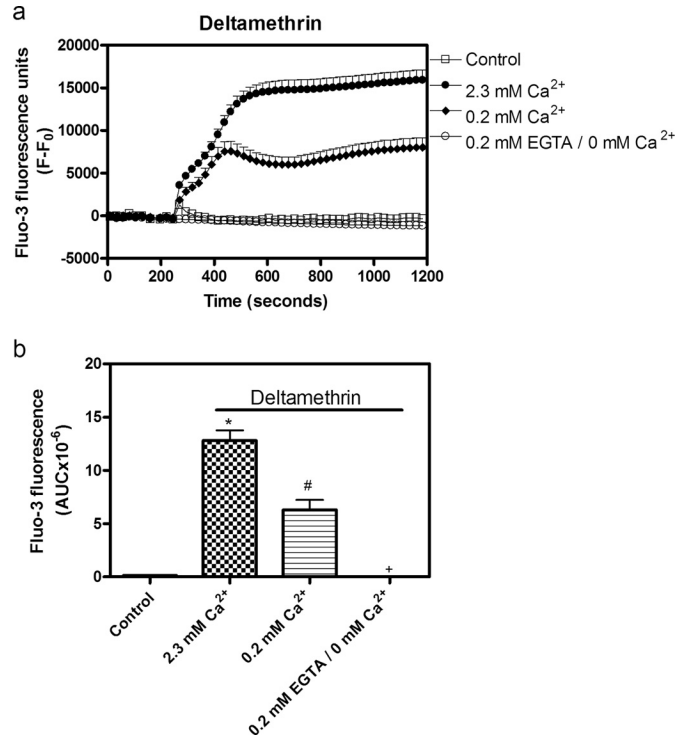 a
Deltamethrin
20000
15000
10000
5000
0
-5000
Fluo-3 fluorescence units
(F-F₀)
0 200 400 600 800 1000 1200
Time (seconds)
Control
2.3 mM Ca²⁺
0.2 mM Ca²⁺
0.2 mM EGTA / 0 mM Ca²⁺
b
20
15
10
5
0
Fluo-3 fluorescence
(AUCx10⁻⁶)
Deltamethrin
*
#
+
Control
2.3 mM Ca²⁺
0.2 mM Ca²⁺
0.2 mM EGTA / 0 mM Ca²⁺